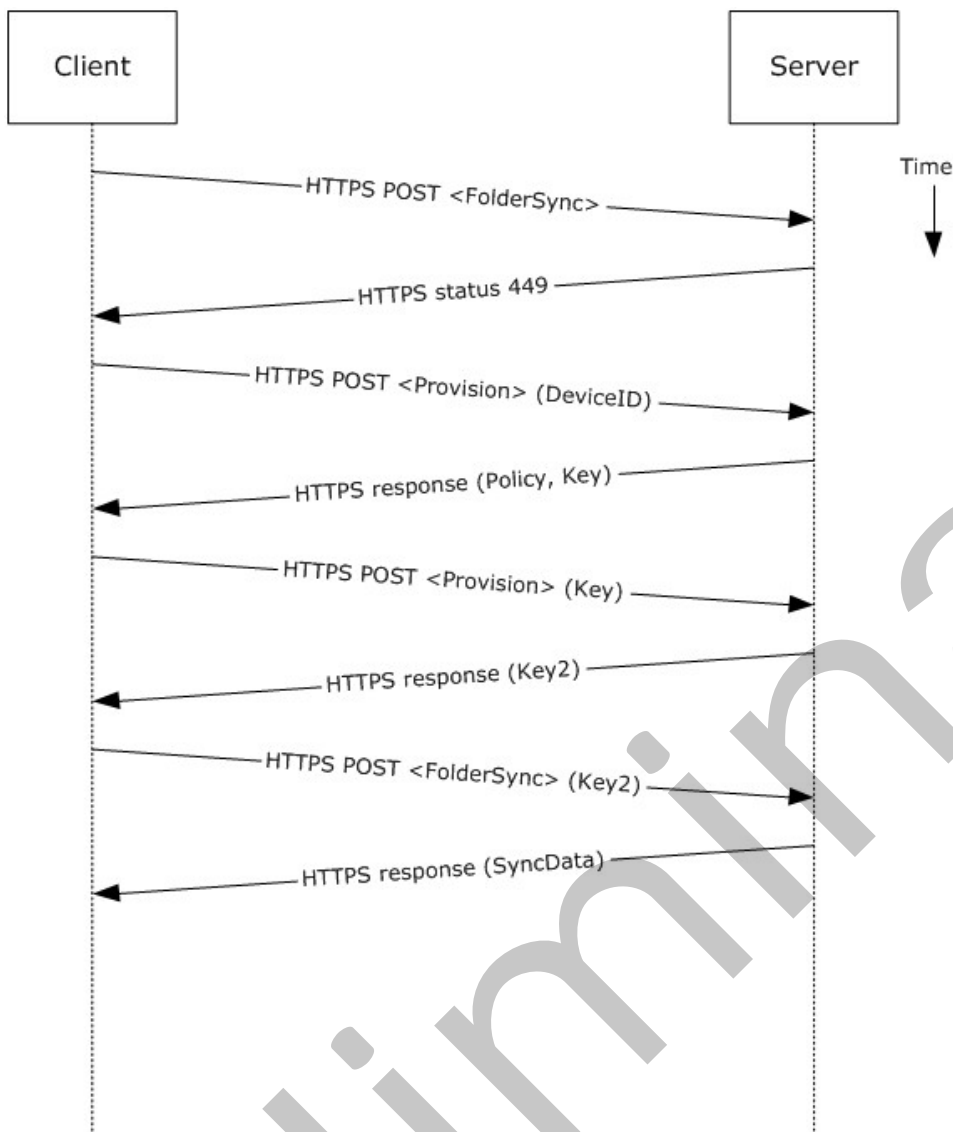 Client
Server
Time
HTTPS POST <FolderSync>
HTTPS status 449
HTTPS POST <Provision> (DeviceID)
HTTPS response (Policy, Key)
HTTPS POST <Provision> (Key)
HTTPS response (Key2)
HTTPS POST <FolderSync> (Key2)
HTTPS response (SyncData)